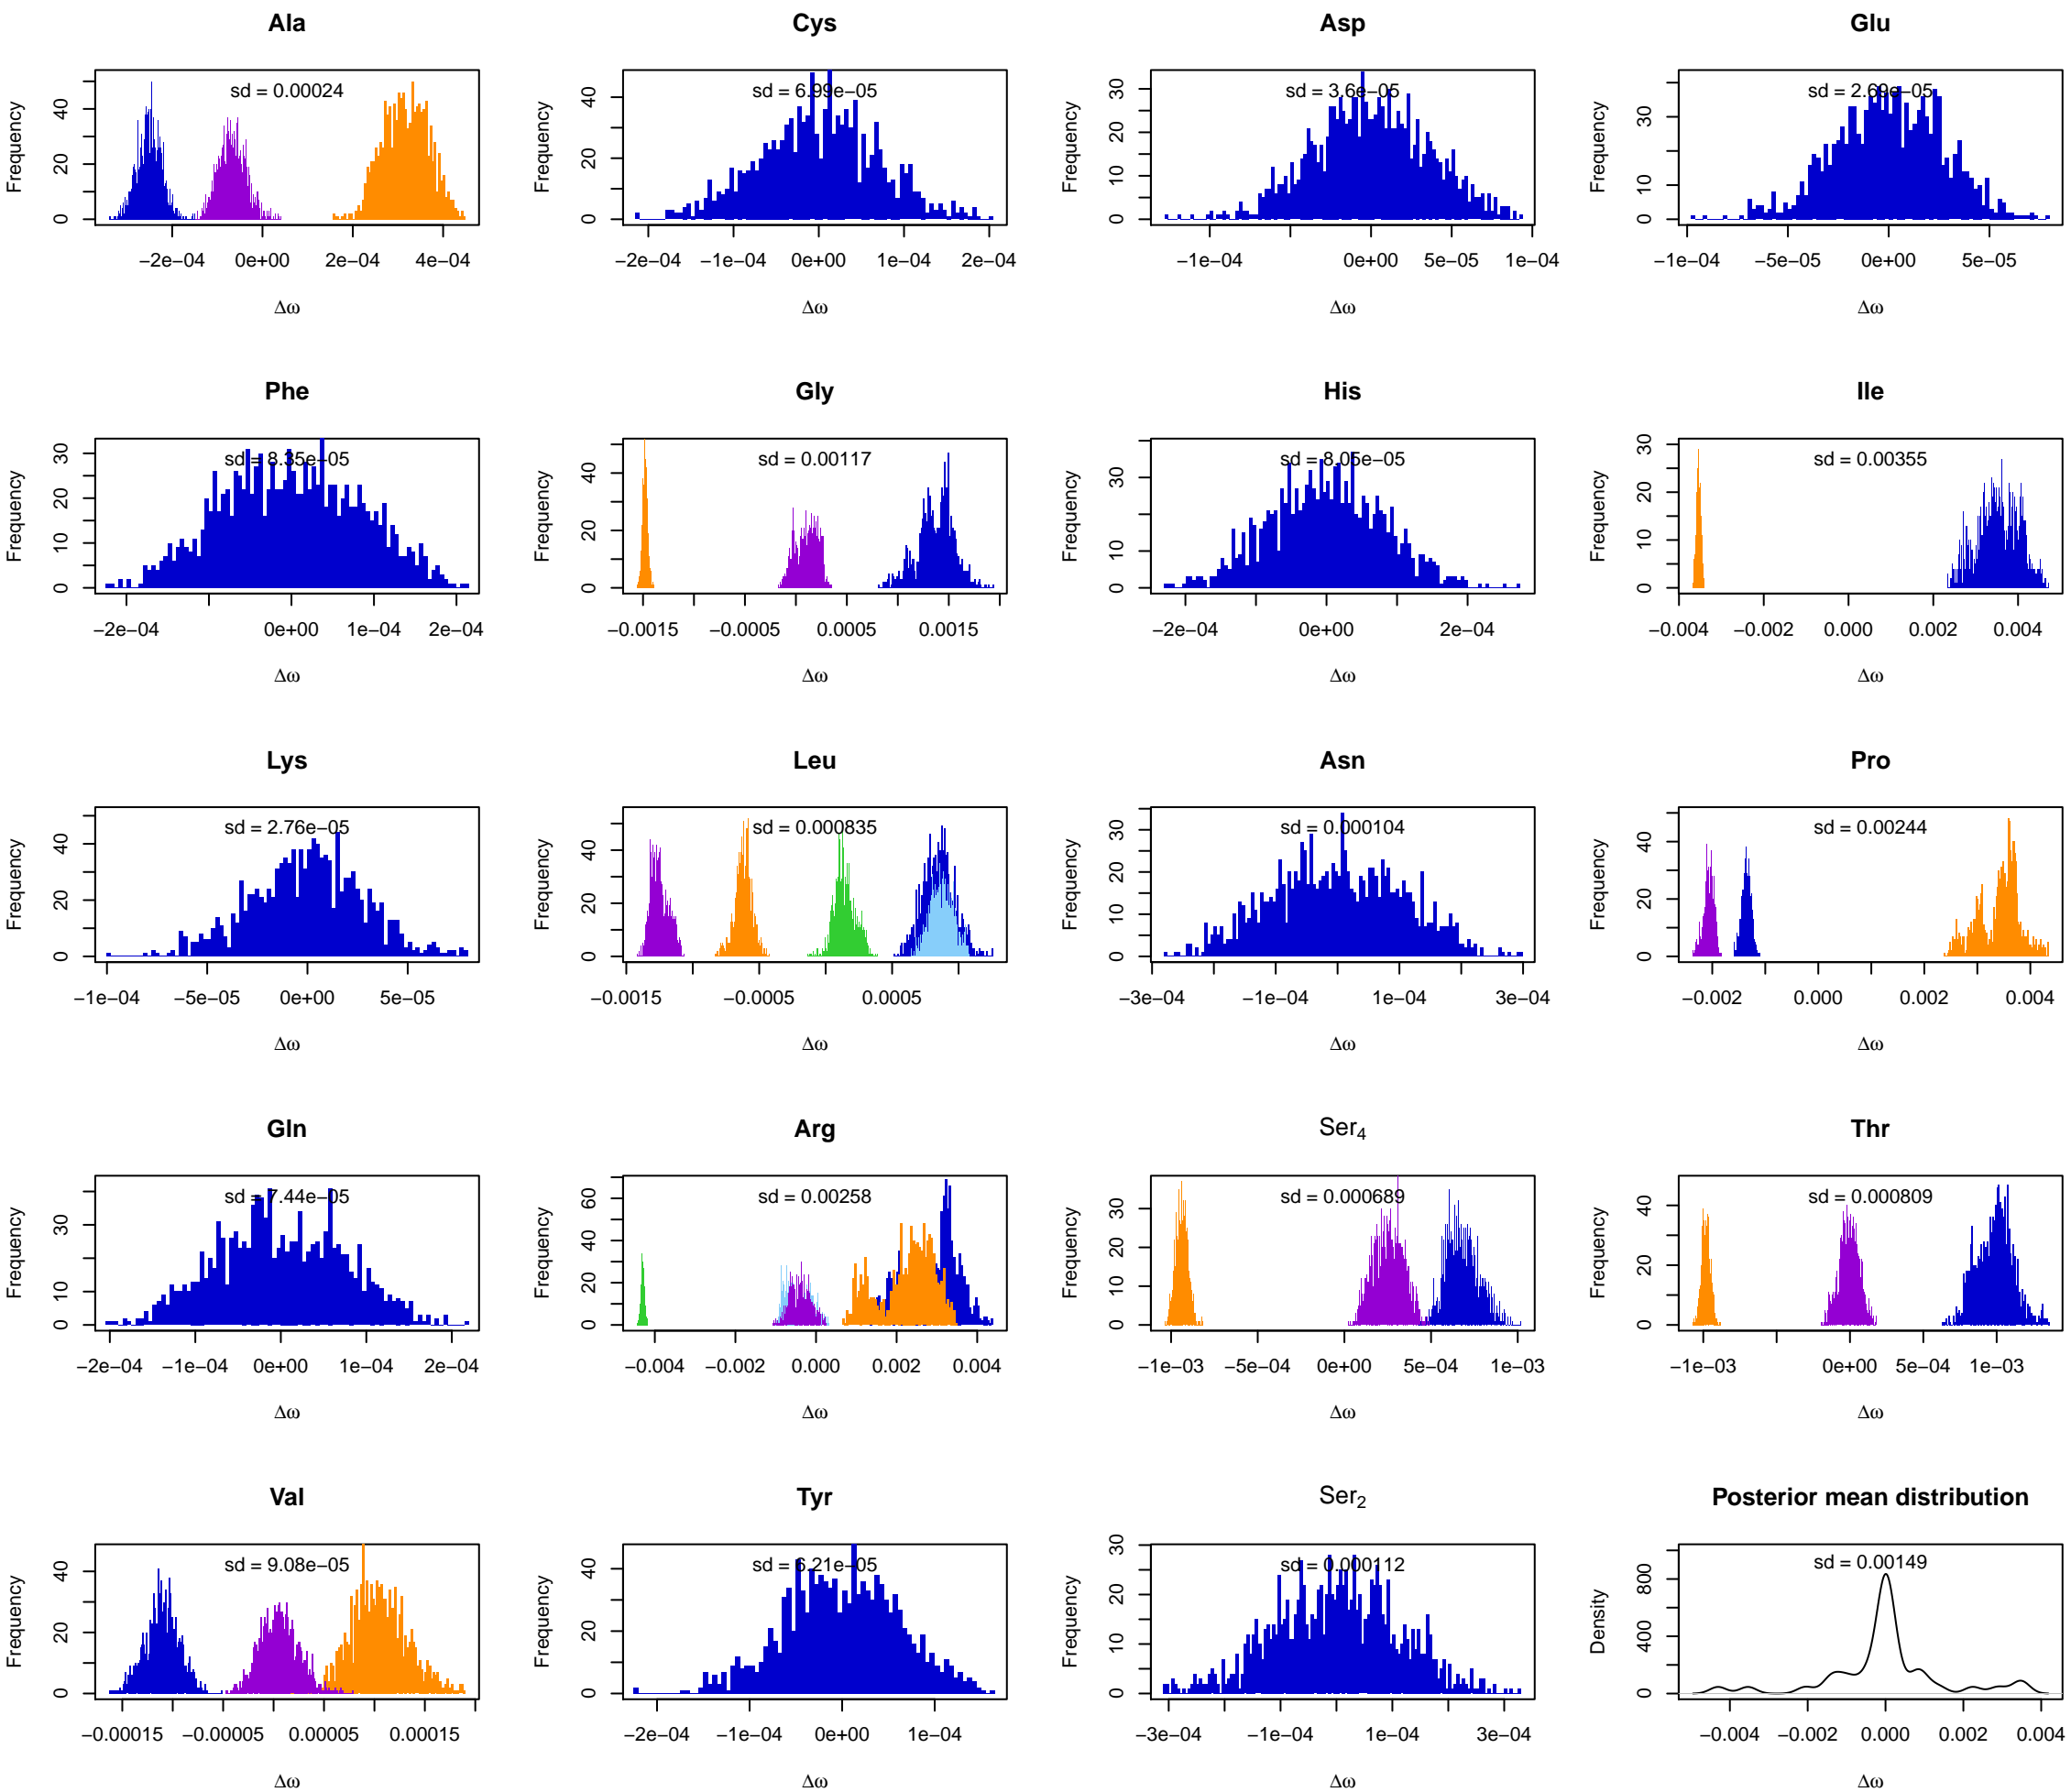 Ala Cys Asp Glu
sd = 0.00024 sd = 6.99e−05 sd = 3.6e−05 sd = 2.69e−05
Frequency Frequency Frequency Frequency
0 20 40 0 20 40 0 10 20 30 0 10 30
−2e−04 0e+00 2e−04 4e−04 −2e−04 −1e−04 0e+00 1e−04 2e−04 −1e−04 0e+00 5e−05 1e−04 −1e−04 −5e−05 0e+00 5e−05
Δω Δω Δω Δω
Phe Gly His Ile
sd = 8.35e−05 sd = 0.00117 sd = 8.05e−05 sd = 0.00355
Frequency Frequency Frequency Frequency
0 10 20 30 0 20 40 0 10 30 0 10 20 30
−2e−04 0e+00 1e−04 2e−04 −0.0015 −0.0005 0.0005 0.0015 −2e−04 0e+00 2e−04 −0.004 −0.002 0.000 0.002 0.004
Δω Δω Δω Δω
Lys Leu Asn Pro
sd = 2.76e−05 sd = 0.000835 sd = 0.000104 sd = 0.00244
Frequency Frequency Frequency Frequency
0 20 40 0 20 40 0 10 20 30 0 20 40
−1e−04 −5e−05 0e+00 5e−05 −0.0015 −0.0005 0.0005 −3e−04 −1e−04 1e−04 3e−04 −0.002 0.000 0.002 0.004
Δω Δω Δω Δω
Gln Arg Ser4 Thr
sd = 7.44e−05 sd = 0.00258 sd = 0.000689 sd = 0.000809
Frequency Frequency Frequency Frequency
0 10 30 0 20 40 60 0 10 20 30 0 20 40
−2e−04 −1e−04 0e+00 1e−04 2e−04 −0.004 −0.002 0.000 0.002 0.004 −1e−03 −5e−04 0e+00 5e−04 1e−03 −1e−03 0e+00 5e−04 1e−03
Δω Δω Δω Δω
Val Tyr Ser2 Posterior mean distribution
sd = 9.08e−05 sd = 6.21e−05 sd = 0.000112 sd = 0.00149
Frequency Frequency Frequency Density
0 20 40 0 20 40 0 10 20 30 0 400 800
−0.00015 −0.00005 0.00005 0.00015 −2e−04 −1e−04 0e+00 1e−04 −3e−04 −1e−04 1e−04 3e−04 −0.004 −0.002 0.000 0.002 0.004
Δω Δω Δω Δω